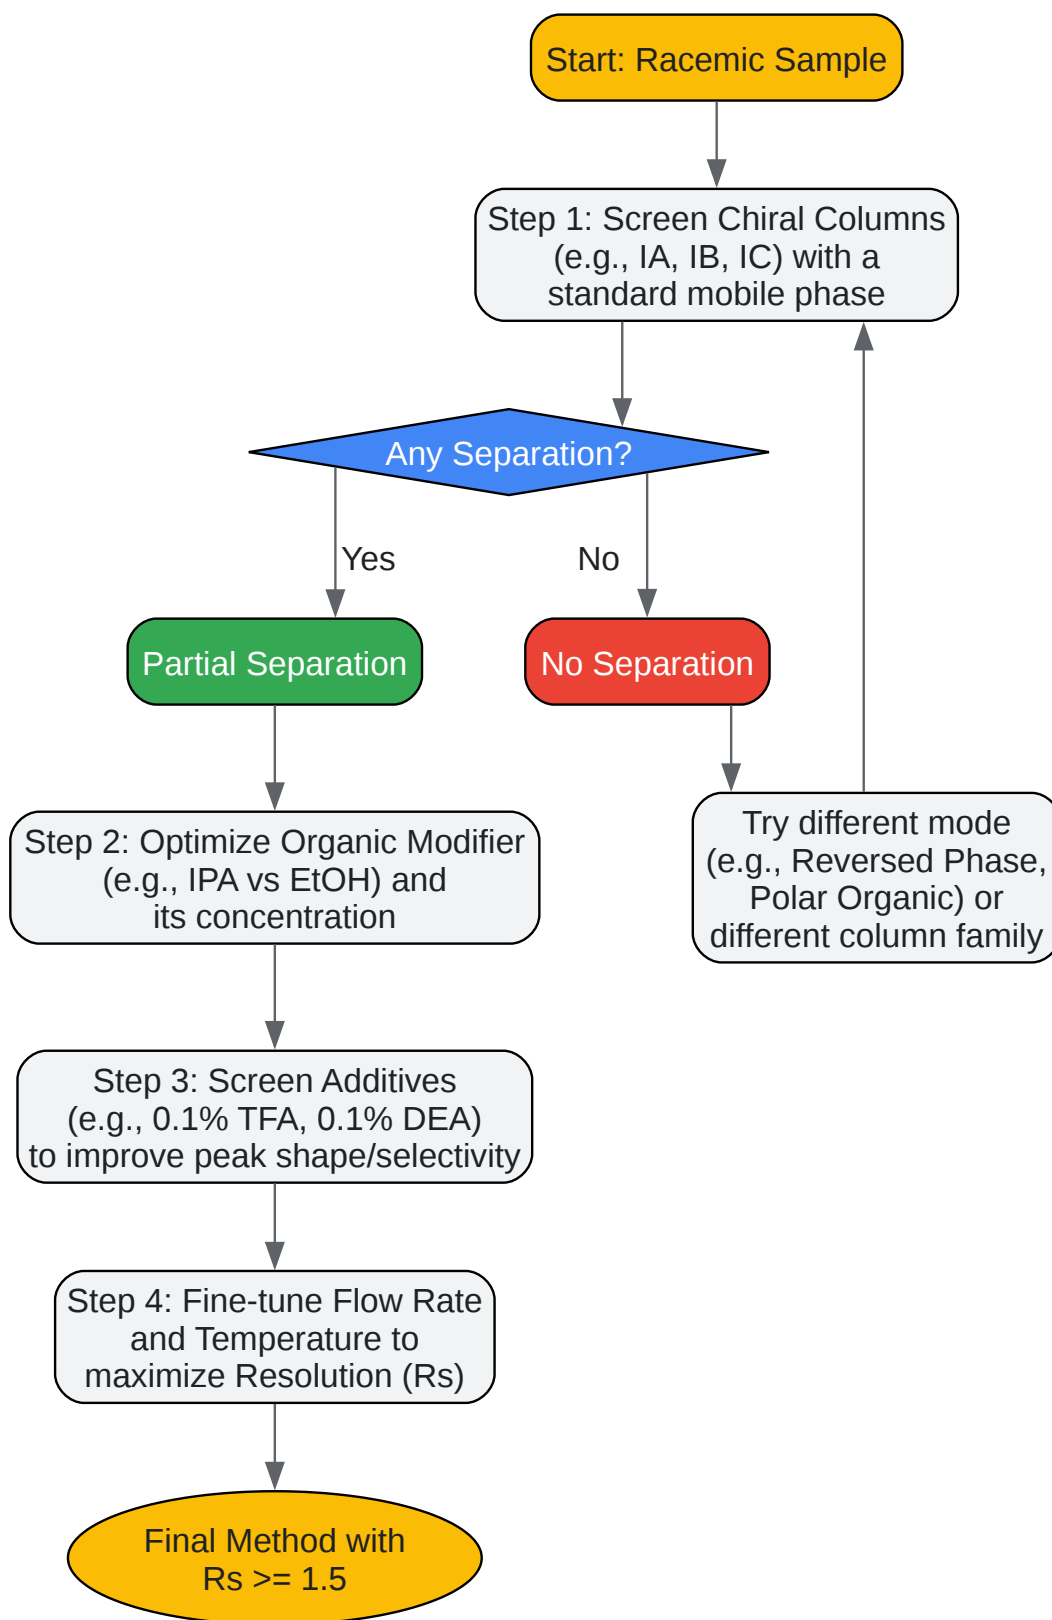 Start: Racemic Sample
Step 1: Screen Chiral Columns
(e.g., IA, IB, IC) with a
standard mobile phase
Any Separation?
Yes
No
Partial Separation
No Separation
Step 2: Optimize Organic Modifier
(e.g., IPA vs EtOH) and
its concentration
Try different mode
(e.g., Reversed Phase,
Polar Organic) or
different column family
Step 3: Screen Additives
(e.g., 0.1% TFA, 0.1% DEA)
to improve peak shape/selectivity
Step 4: Fine-tune Flow Rate
and Temperature to
maximize Resolution (Rs)
Final Method with
Rs >= 1.5